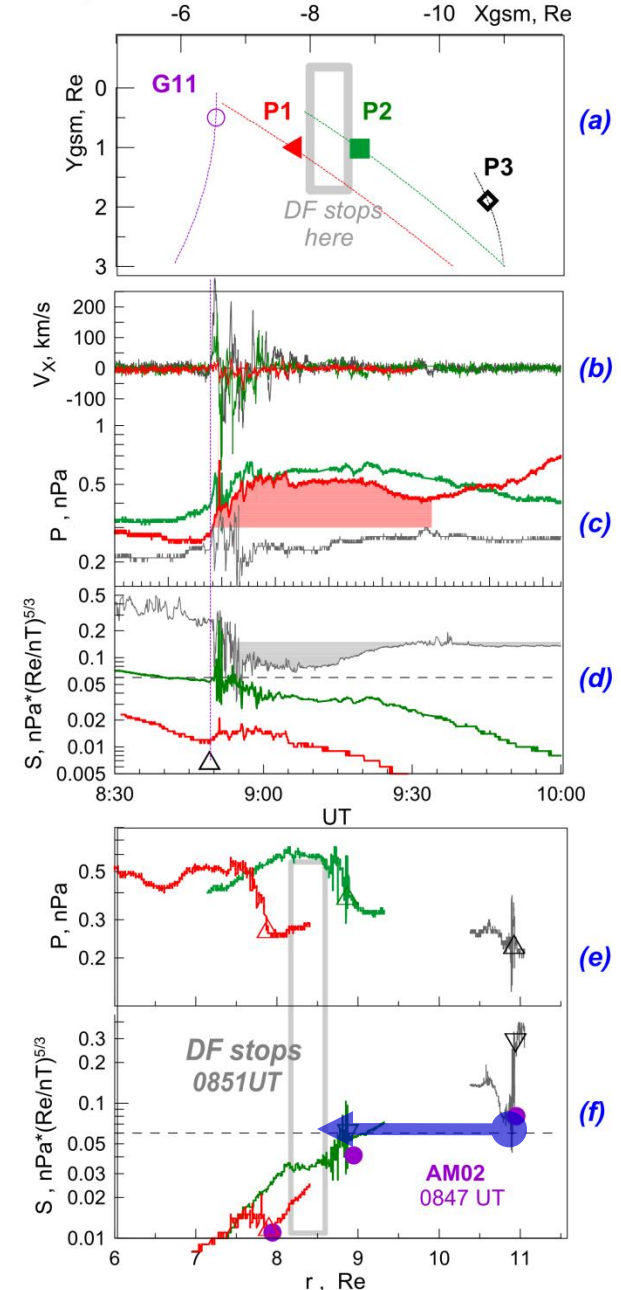 -6 -8 -10 Xgsm, Re
Ygsm, Re
0
1
2
3
G11
P1
P2
P3
DF stops
here
(a)
VX, km/s
200
100
0
-100
(b)
P , nPa
1
0.5
0.2
(c)
S, nPa*(Re/nT)5/3
0.5
0.2
0.1
0.05
0.02
0.01
0.005
(d)
8:30 9:00 9:30 10:00
UT
P, nPa
0.5
0.3
0.2
(e)
S , nPa*(Re/nT)5/3
0.3
0.1
0.05
0.03
0.02
0.01
DF stops
0851UT
AM02
0847 UT
(f)
6 7 8 9 10 11
r , Re